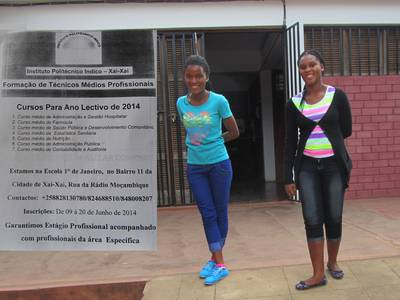 Instituto Politécnico Indico – Xai-Xai
Formação de Técnicos Médios Profissionais
Cursos Para Ano Lectivo de 2014
1. Curso médio de Administração e Gestão Hospitalar
2. Curso médio de Farmácia
3. Curso médio de Saúde Pública e Desenvolvimento Comunitário
4. Curso médio de Estatística Sanitária
5. Curso médio de Nutrição
6. Curso médio de Administração Publica
7. Curso médio de Contabilidade e Auditoria
Estamos na Escola 1º de Janeiro, no Bairro 11 da
Cidade de Xai-Xai, Rua da Rádio Moçambique
Contactos: +258828130780/824688510/848008207
Inscrições: De 09 á 20 de Junho de 2014
Garantimos Estágio Profissional acompanhado
com profissionais da área Especifica